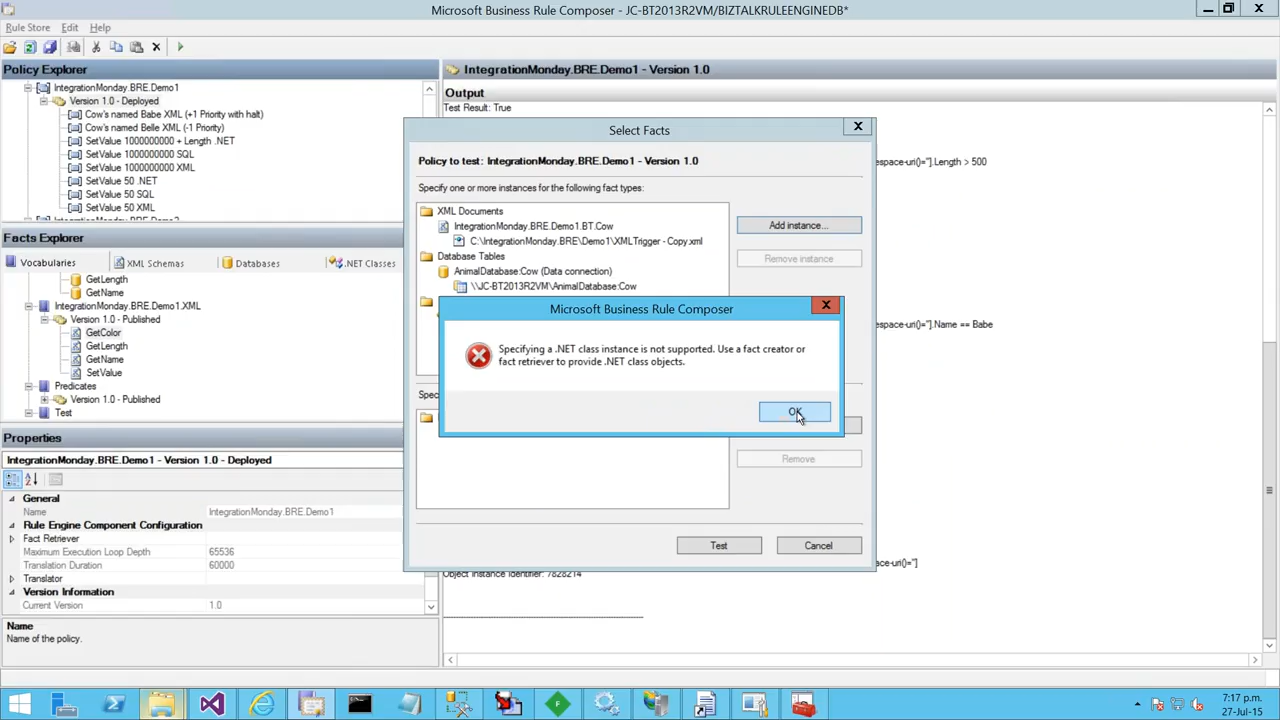 Microsoft Business Rule Composer - JC-BT2013R2VM/BIZTALKRULEENGINEDB*
Rule Store Edit Help
Policy Explorer
IntegrationMonday.BRE.Demo1
Version 1.0 - Deployed
Cow's named Babe XML (+1 Priority with halt)
Cow's named Belle XML (-1 Priority)
SetValue 1000000000 + Length .NET
SetValue 1000000000 SQL
SetValue 1000000000 XML
SetValue 50 .NET
SetValue 50 SQL
SetValue 50 XML
Facts Explorer
Vocabularies XML Schemas Databases .NET Classes
GetLength
GetName
IntegrationMonday.BRE.Demo1.XML
Version 1.0 - Published
GetColor
GetLength
GetName
SetValue
Predicates
Version 1.0 - Published
Test
Properties
IntegrationMonday.BRE.Demo1 - Version 1.0 - Deployed
General
Name IntegrationMonday.BRE.Demo1
Rule Engine Component Configuration
Fact Retriever
Maximum Execution Loop Depth 65536
Translation Duration 60000
Translator
Version Information
Current Version 1.0
Name
Name of the policy.
IntegrationMonday.BRE.Demo1 - Version 1.0
Output
Test Result: True
espace-uri()=''].Length > 500
espace-uri()=''].Name == Babe
espace-uri()='']
Object Instance Identifier: 7828214
Select Facts
Policy to test: IntegrationMonday.BRE.Demo1 - Version 1.0
Specify one or more instances for the following fact types:
XML Documents
IntegrationMonday.BRE.Demo1.BT.Cow
C:\IntegrationMonday.BRE\Demo1\XMLTrigger - Copy.xml
Database Tables
AnimalDatabase:Cow (Data connection)
\\JC-BT2013R2VM\AnimalDatabase:Cow
Add instance...
Remove instance
Microsoft Business Rule Composer
Specifying a .NET class instance is not supported. Use a fact creator or
fact retriever to provide .NET class objects.
OK
Speci
Remove
Test Cancel
7:17 p.m.
27-Jul-15